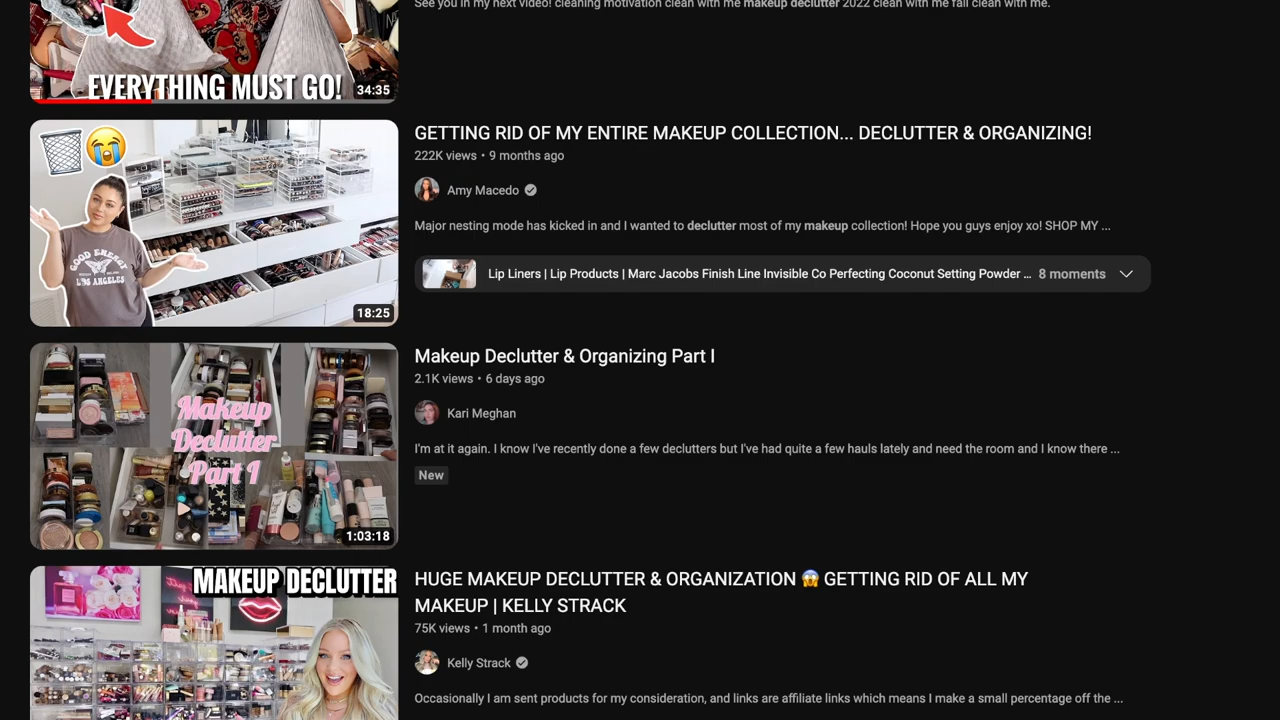 See you in my next video! cleaning motivation clean with me makeup declutter 2022 clean with me fall clean with me.
EVERYTHING MUST GO!
34:35
GETTING RID OF MY ENTIRE MAKEUP COLLECTION... DECLUTTER & ORGANIZING!
222K views • 9 months ago
Amy Macedo
Major nesting mode has kicked in and I wanted to declutter most of my makeup collection! Hope you guys enjoy xo! SHOP MY ...
Lip Liners | Lip Products | Marc Jacobs Finish Line Invisible Co Perfecting Coconut Setting Powder ... 8 moments
GOOD ENERGY
LOS ANGELES
18:25
Makeup Declutter & Organizing Part I
2.1K views • 6 days ago
Kari Meghan
I'm at it again. I know I've recently done a few declutters but I've had quite a few hauls lately and need the room and I know there ...
New
Makeup
Declutter
Part I
1:03:18
HUGE MAKEUP DECLUTTER & ORGANIZATION 😱 GETTING RID OF ALL MY
MAKEUP | KELLY STRACK
75K views • 1 month ago
Kelly Strack
Occasionally I am sent products for my consideration, and links are affiliate links which means I make a small percentage off the ...
MAKEUP DECLUTTER